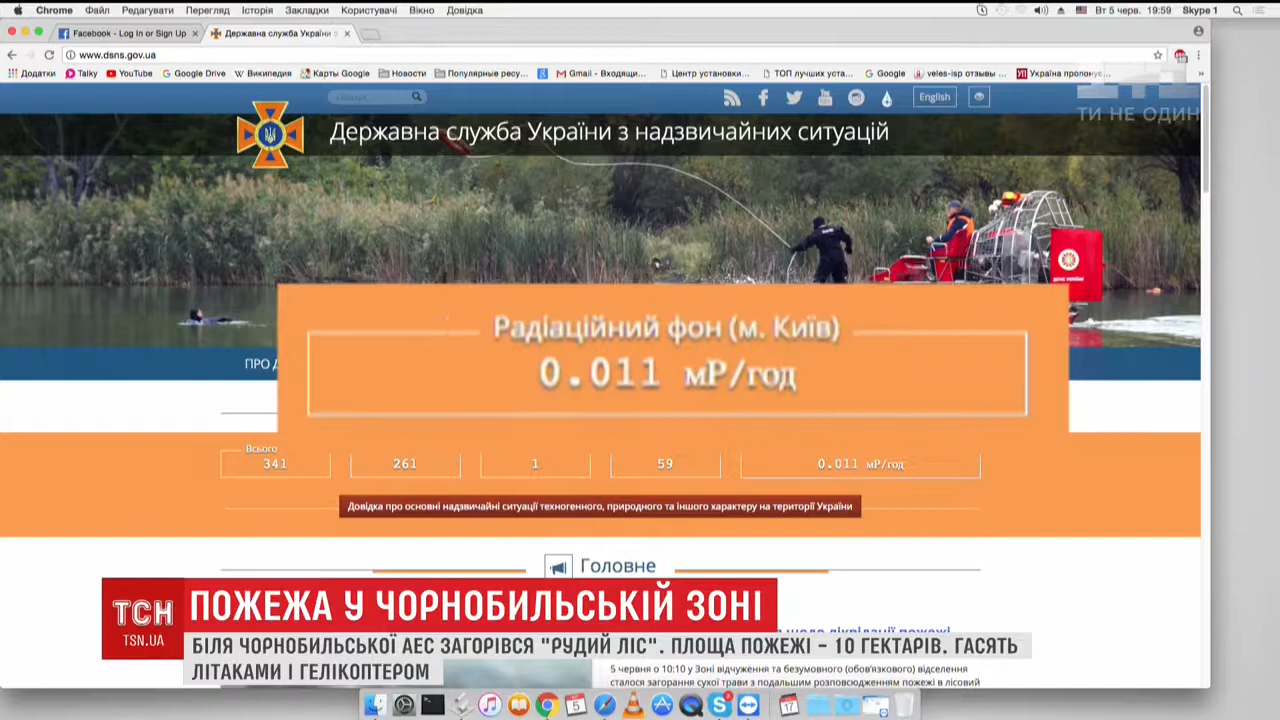 Chrome Файл Редагувати Перегляд Історія Закладки Користувачі Вікно Довідка Вт 5 черв. 19:59 Skype 1
Facebook - Log In or Sign Up Державна служба України з
www.dsns.gov.ua
Додатки Talky YouTube Google Drive Википедия Карты Google Новости Популярные ресу... Gmail - Входящи... Центр установки... ТОП лучших уста... Google veles-isp отзывы ... Україна пропонує...
English
ТИ НЕ ОДИН
Державна служба України з надзвичайних ситуацій
Радіаційний фон (м. Київ)
0.011 мР/год
ПРО
Всього
341 261 1 59 0.011 мР/год
Довідка про основні надзвичайні ситуації техногенного, природного та іншого характеру на території України
Головне
ТСН
TSN.UA
ПОЖЕЖА У ЧОРНОБИЛЬСЬКІЙ ЗОНІ
БІЛЯ ЧОРНОБИЛЬСЬКОЇ АЕС ЗАГОРІВСЯ "РУДИЙ ЛІС". ПЛОЩА ПОЖЕЖІ - 10 ГЕКТАРІВ. ГАСЯТЬ
ЛІТАКАМИ І ГЕЛІКОПТЕРОМ
5 червня о 10:10 у Зоні відчуження та безумовного (обов'язкового) відселення
сталося загорання сухої трави з подальшим розповсюдженням пожежі в лісовий
5
17